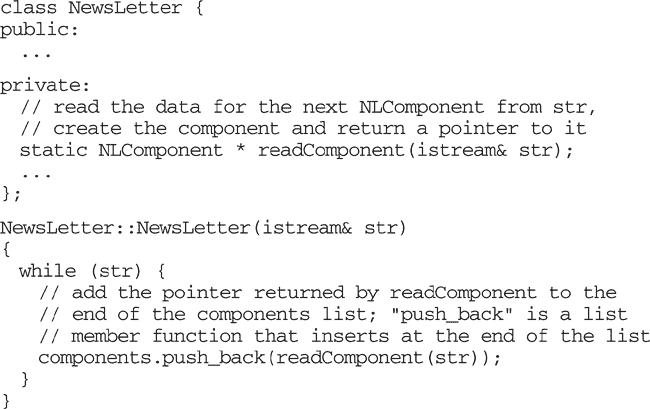 class NewsLetter {
public:
  ...
private:
  // read the data for the next NLComponent from str,
  // create the component and return a pointer to it
  static NLComponent * readComponent(istream& str);
  ...
};
NewsLetter::NewsLetter(istream& str)
{
  while (str) {
    // add the pointer returned by readComponent to the
    // end of the components list; "push_back" is a list
    // member function that inserts at the end of the list
    components.push_back(readComponent(str));
  }
}